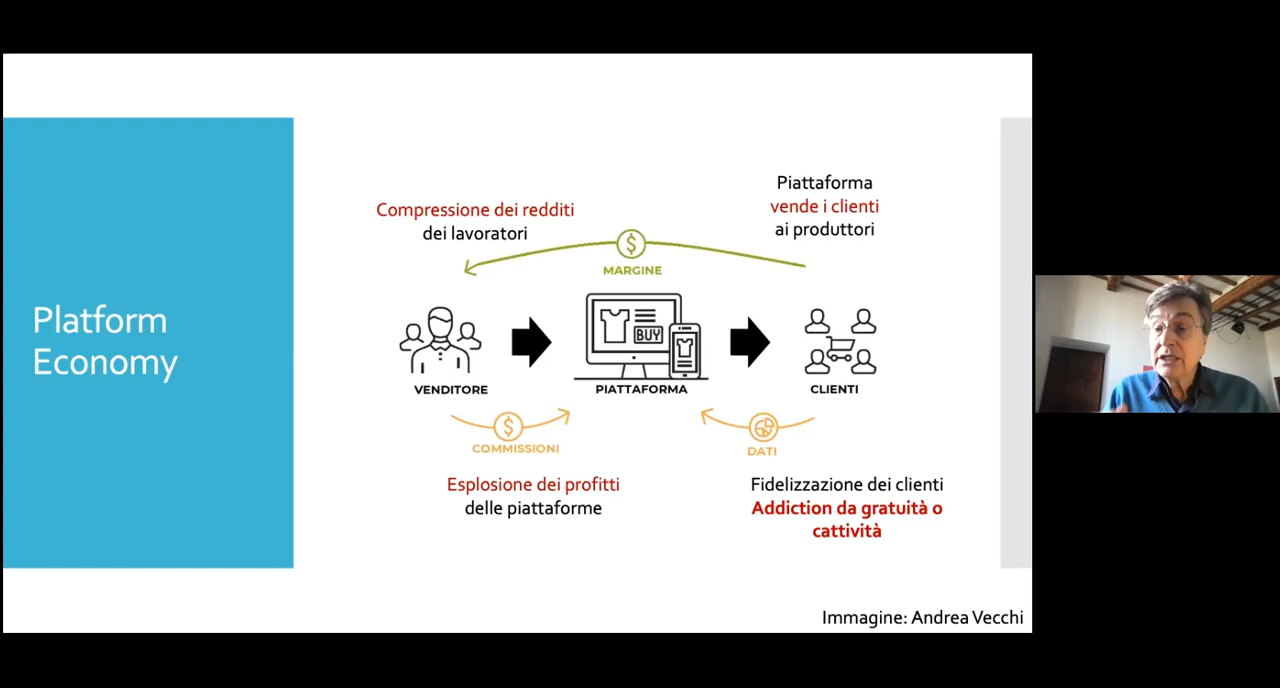 Platform
Economy
Compressione dei redditi
dei lavoratori
Piattaforma
vende i clienti
ai produttori
$
MARGINE
BUY
VENDITORE
PIATTAFORMA
CLIENTI
$
COMMISSIONI
DATI
Esplosione dei profitti
delle piattaforme
Fidelizzazione dei clienti
Addiction da gratuità o
cattività
Immagine: Andrea Vecchi